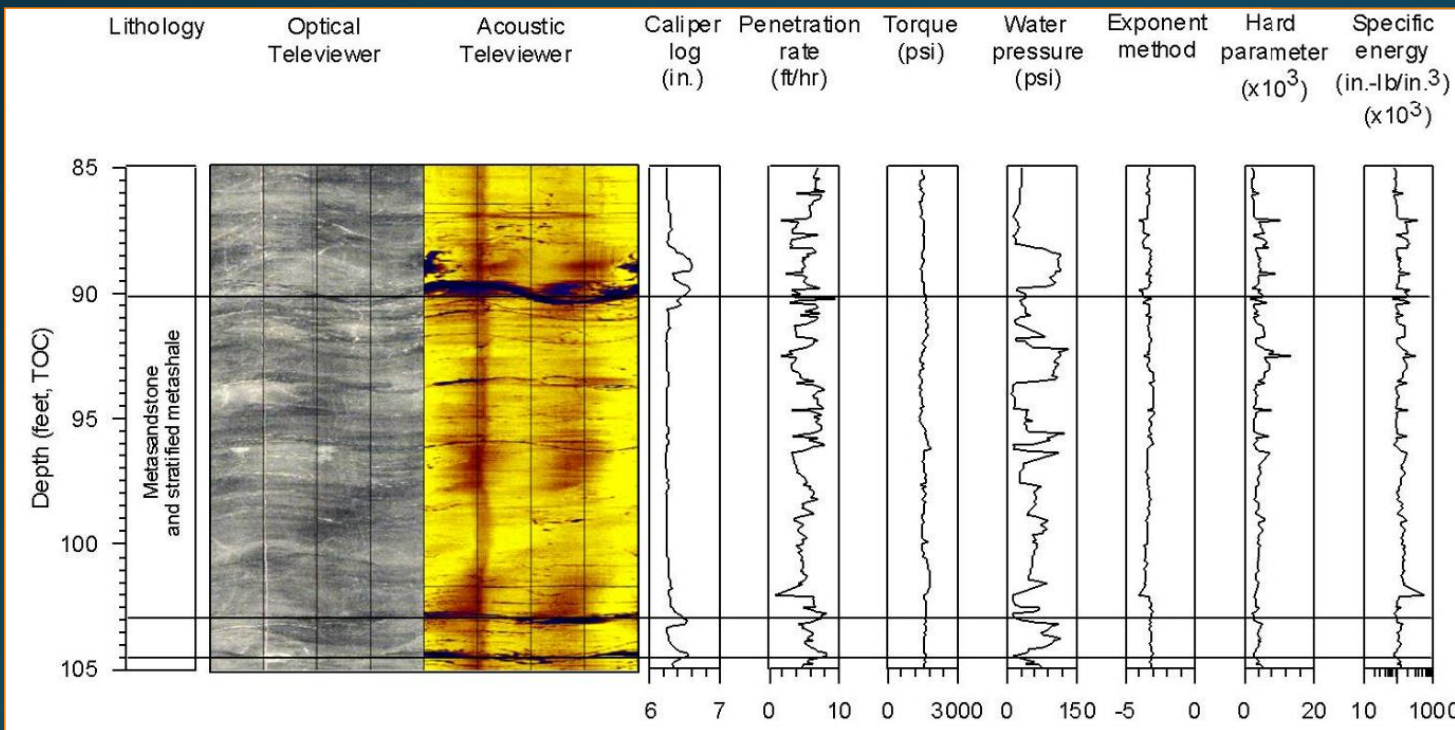 Lithology
Optical
Televiewer
Acoustic
Televiewer
Caliper
log
(in.)
Penetration
rate
(ft/hr)
Torque
(psi)
Water
pressure
(psi)
Exponent
method
Hard
parameter
(x10³)
Specific
energy
(in.-lb/in.³)
(x10³)
Depth (feet, TOC)
85
90
95
100
105
Metasandstone
and stratified metashale
6 7 0 10 0 3000 0 150 -5 0 0 20 10 1000